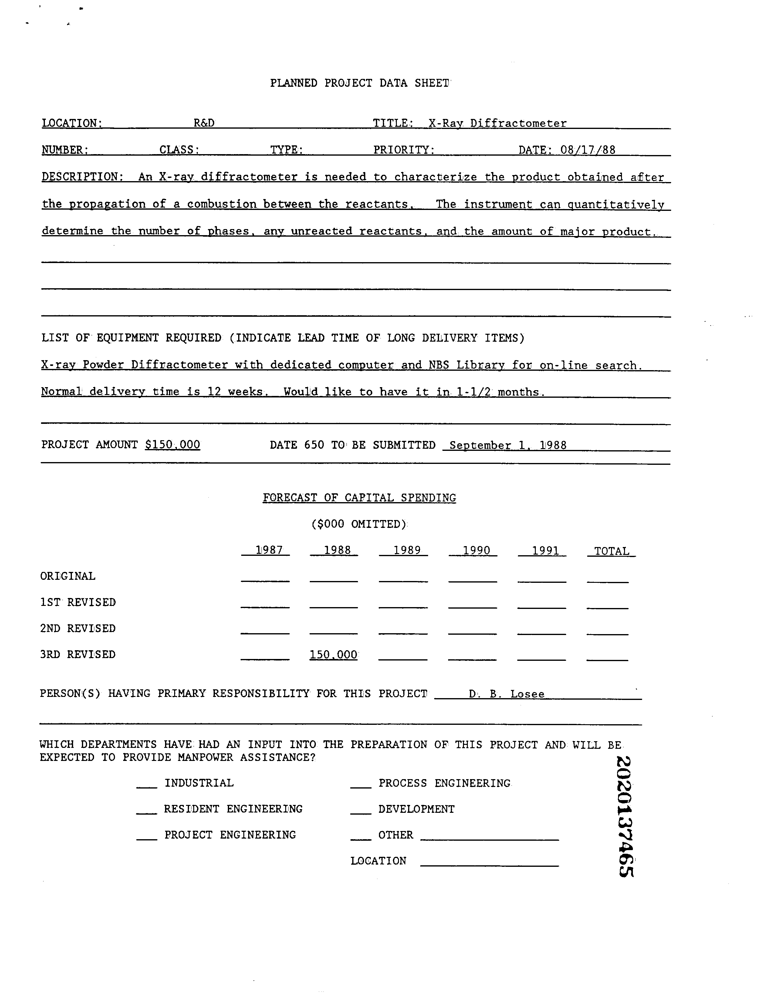 PLANNED PROJECT DATA SHEET
LOCATION: R&D TITLE: X-Ray Diffractometer
NUMBER: CLASS: TYPE: PRIORITY: DATE: 08/17/88
DESCRIPTION: An X-ray diffractometer is needed to characterize the product obtained after
the propagation of a combustion between the reactants. The instrument can quantitatively
determine the number of phases, any unreacted reactants, and the amount of major product.
LIST OF EQUIPMENT REQUIRED (INDICATE LEAD TIME OF LONG DELIVERY ITEMS)
X-ray Powder Diffractometer with dedicated computer and NBS Library for on-line search.
Normal delivery time is 12 weeks. Would like to have it in 1-1/2 months.
PROJECT AMOUNT $150,000 DATE 650 TO BE SUBMITTED September 1, 1988
FORECAST OF CAPITAL SPENDING
($000 OMITTED)
1987 1988 1989 1990 1991 TOTAL
ORIGINAL
1ST REVISED
2ND REVISED
3RD REVISED 150,000
PERSON(S) HAVING PRIMARY RESPONSIBILITY FOR THIS PROJECT D. B. Losee
WHICH DEPARTMENTS HAVE HAD AN INPUT INTO THE PREPARATION OF THIS PROJECT AND WILL BE
EXPECTED TO PROVIDE MANPOWER ASSISTANCE?
INDUSTRIAL PROCESS ENGINEERING
RESIDENT ENGINEERING DEVELOPMENT
PROJECT ENGINEERING OTHER
LOCATION
2020137465